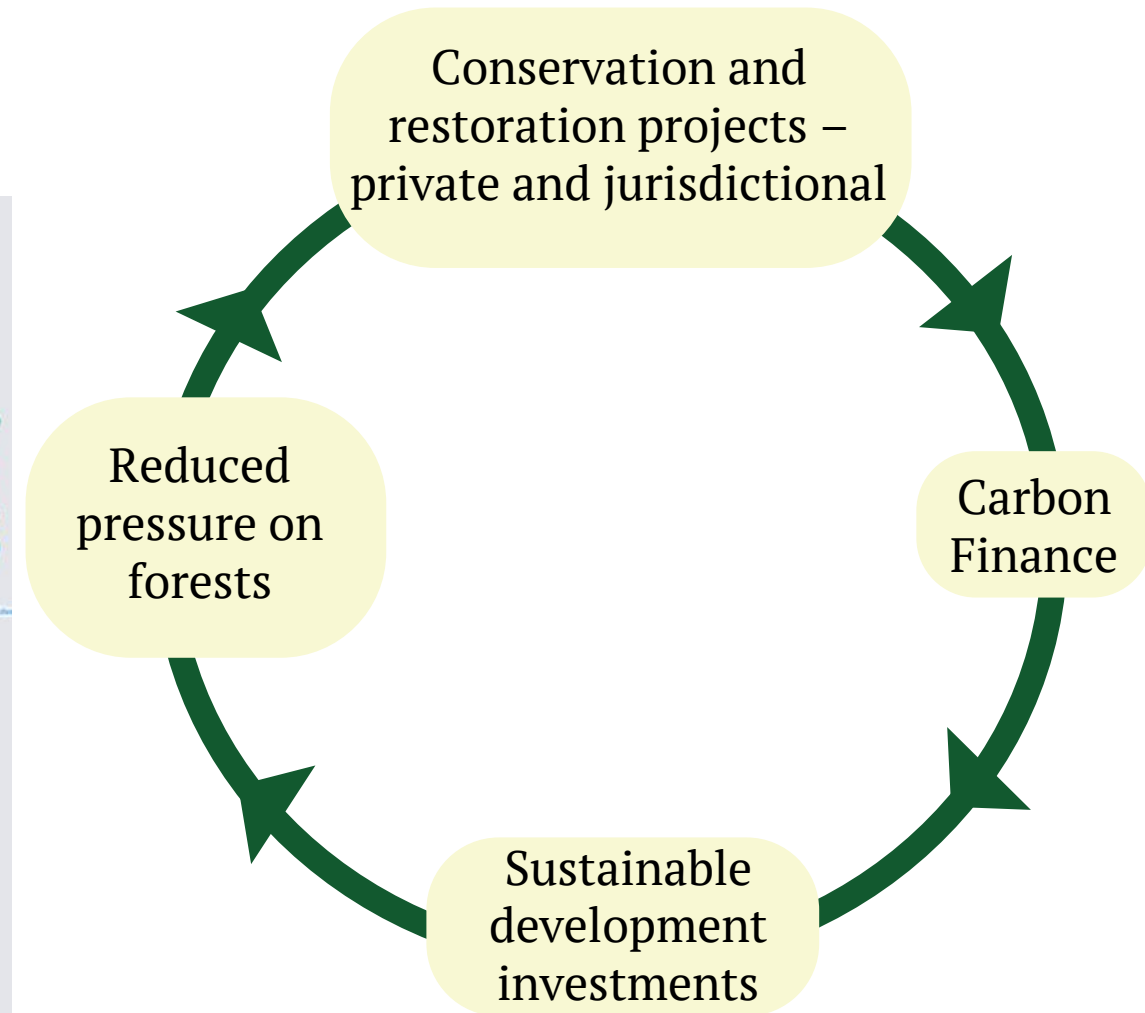 Conservation and
restoration projects –
private and jurisdictional
Reduced
pressure on
forests
Carbon
Finance
Sustainable
development
investments